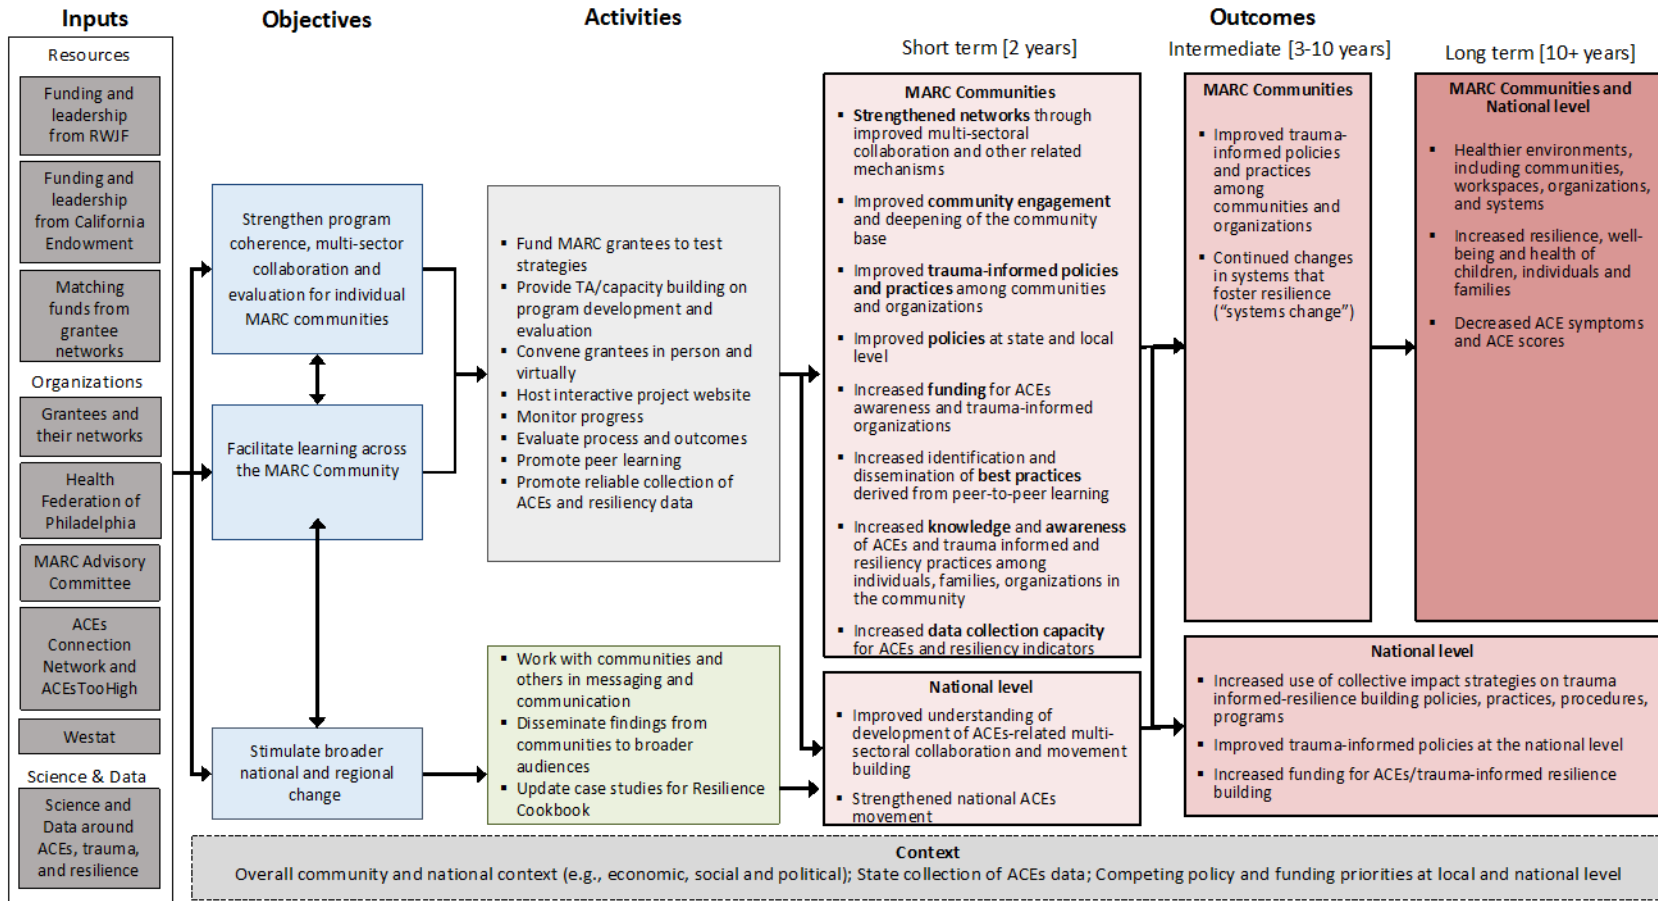 Inputs
Objectives
Activities
Outcomes
Short term [2 years]
Intermediate [3-10 years]
Long term [10+ years]
Resources
Funding and
leadership
from RWJF
Funding and
leadership
from California
Endowment
Matching
funds from
grantee
networks
Organizations
Grantees and
their networks
Health
Federation of
Philadelphia
MARC Advisory
Committee
ACEs
Connection
Network and
ACEsTooHigh
Westat
Science & Data
Science and
Data around
ACEs, trauma,
and resilience
Strengthen program
coherence, multi-sector
collaboration and
evaluation for individual
MARC communities
Facilitate learning across
the MARC Community
Stimulate broader
national and regional
change
▪ Fund MARC grantees to test
strategies
▪ Provide TA/capacity building on
program development and
evaluation
▪ Convene grantees in person and
virtually
▪ Host interactive project website
▪ Monitor progress
▪ Evaluate process and outcomes
▪ Promote peer learning
▪ Promote reliable collection of
ACEs and resiliency data
▪ Work with communities and
others in messaging and
communication
▪ Disseminate findings from
communities to broader
audiences
▪ Update case studies for Resilience
Cookbook
MARC Communities
▪ Strengthened networks through
improved multi-sectoral
collaboration and other related
mechanisms
▪ Improved community engagement
and deepening of the community
base
▪ Improved trauma-informed policies
and practices among communities
and organizations
▪ Improved policies at state and local
level
▪ Increased funding for ACEs
awareness and trauma-informed
organizations
▪ Increased identification and
dissemination of best practices
derived from peer-to-peer learning
▪ Increased knowledge and awareness
of ACEs and trauma informed and
resiliency practices among
individuals, families, organizations in
the community
▪ Increased data collection capacity
for ACEs and resiliency indicators
National level
▪ Improved understanding of
development of ACEs-related multi-
sectoral collaboration and movement
building
▪ Strengthened national ACEs
movement
MARC Communities
▪ Improved trauma-
informed policies
and practices
among
communities and
organizations
▪ Continued changes
in systems that
foster resilience
(“systems change”)
MARC Communities and
National level
▪ Healthier environments,
including communities,
workspaces, organizations,
and systems
▪ Increased resilience, well-
being and health of
children, individuals and
families
▪ Decreased ACE symptoms
and ACE scores
National level
▪ Increased use of collective impact strategies on trauma
informed-resilience building policies, practices, procedures,
programs
▪ Improved trauma-informed policies at the national level
▪ Increased funding for ACEs/trauma-informed resilience
building
Context
Overall community and national context (e.g., economic, social and political); State collection of ACEs data; Competing policy and funding priorities at local and national level